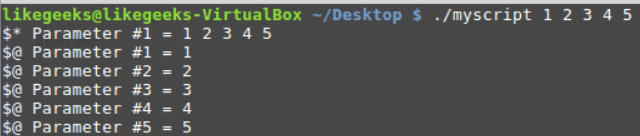 likegeeks@likegeeks-VirtualBox ~/Desktop $ ./myscript 1 2 3 4 5
$* Parameter #1 = 1 2 3 4 5
$@ Parameter #1 = 1
$@ Parameter #2 = 2
$@ Parameter #3 = 3
$@ Parameter #4 = 4
$@ Parameter #5 = 5